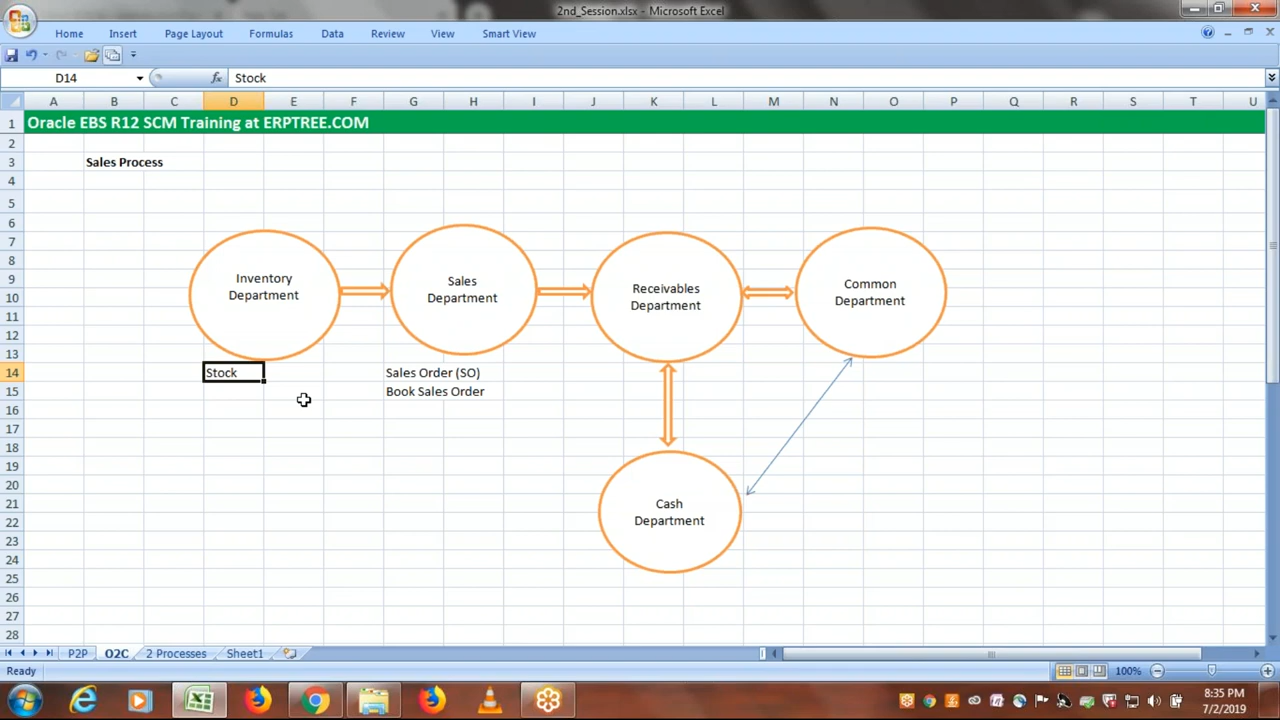 2nd_Session.xlsx - Microsoft Excel
Home Insert Page Layout Formulas Data Review View Smart View
D14 fx Stock
A B C D E F G H I J K L M N O P Q R S T U
1 Oracle EBS R12 SCM Training at ERPTREE.COM
2
3 Sales Process
4
5
6
7
8
9
10
11
12
13
Inventory
Department
Sales
Department
Receivables
Department
Common
Department
14 Stock Sales Order (SO)
15 Book Sales Order
16
17
18
19
20
21
22
23
24
25
26
27
28
Cash
Department
P2P O2C 2 Processes Sheet1
Ready 100%
8:35 PM
7/2/2019